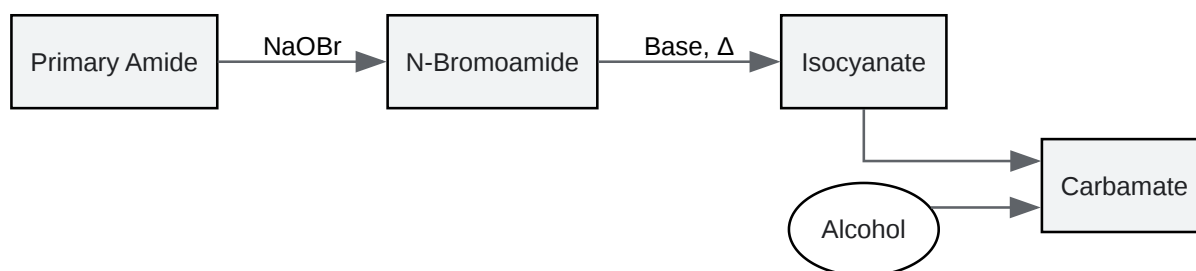 Primary Amide
NaOBr
N-Bromoamide
Base, Δ
Isocyanate
Carbamate
Alcohol